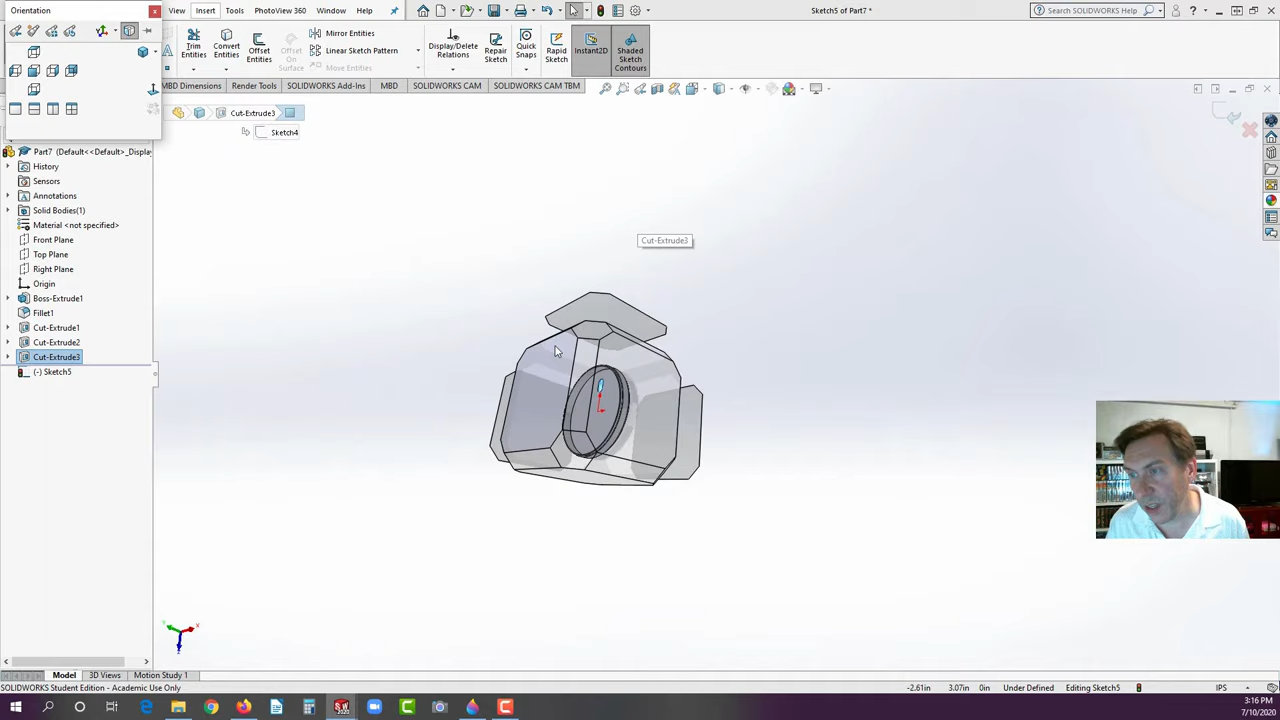 Orientation
View
Insert
Tools
PhotoView 360
Window
Help
Sketch5 of Part7 *
Search SOLIDWORKS Help
Trim Entities
Convert Entities
Offset Entities
Offset On Surface
Mirror Entities
Linear Sketch Pattern
Move Entities
Display/Delete Relations
Repair Sketch
Quick Snaps
Rapid Sketch
Instant2D
Shaded Sketch Contours
MBD Dimensions
Render Tools
SOLIDWORKS Add-Ins
MBD
SOLIDWORKS CAM
SOLIDWORKS CAM TBM
Cut-Extrude3
Sketch4
Part7 (Default<<Default>_Display
History
Sensors
Annotations
Solid Bodies(1)
Material <not specified>
Front Plane
Top Plane
Right Plane
Origin
Boss-Extrude1
Fillet1
Cut-Extrude1
Cut-Extrude2
Cut-Extrude3
(-) Sketch5
Cut-Extrude3
Model
3D Views
Motion Study 1
SOLIDWORKS Student Edition - Academic Use Only
-2.61in
3.07in
0in
Under Defined
Editing Sketch5
IPS
3:16 PM
7/10/2020